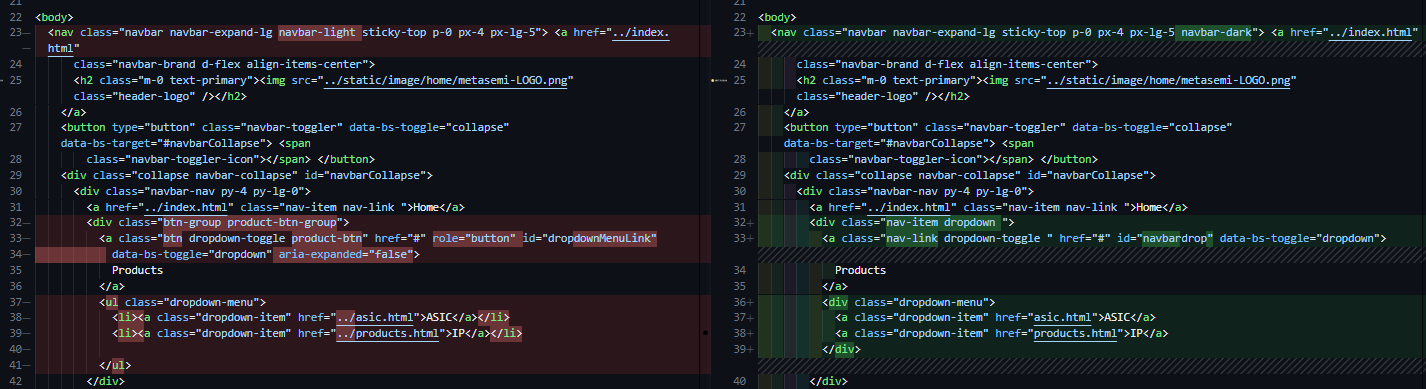 21
22 <body>
23— <nav class="navbar navbar-expand-lg navbar-light sticky-top p-0 px-4 px-lg-5"> <a href="../index.
html"
24 class="navbar-brand d-flex align-items-center">
25 <h2 class="m-0 text-primary"><img src="../static/image/home/metasemi-LOGO.png"
class="header-logo" /></h2>
26 </a>
27 <button type="button" class="navbar-toggler" data-bs-toggle="collapse"
data-bs-target="#navbarCollapse"> <span
28 class="navbar-toggler-icon"></span> </button>
29 <div class="collapse navbar-collapse" id="navbarCollapse">
30 <div class="navbar-nav py-4 py-lg-0">
31 <a href="../index.html" class="nav-item nav-link ">Home</a>
32— <div class="btn-group product-btn-group">
33— <a class="btn dropdown-toggle product-btn" href="#" role="button" id="dropdownMenuLink"
34— data-bs-toggle="dropdown" aria-expanded="false">
35 Products
36 </a>
37— <ul class="dropdown-menu">
38— <li><a class="dropdown-item" href="../asic.html">ASIC</a></li>
39— <li><a class="dropdown-item" href="../products.html">IP</a></li>
40—
41— </ul>
42 </div>
21
22 <body>
23+ <nav class="navbar navbar-expand-lg sticky-top p-0 px-4 px-lg-5 navbar-dark"> <a href="../index.html"
24 class="navbar-brand d-flex align-items-center">
25 <h2 class="m-0 text-primary"><img src="../static/image/home/metasemi-LOGO.png"
class="header-logo" /></h2>
26 </a>
27 <button type="button" class="navbar-toggler" data-bs-toggle="collapse"
data-bs-target="#navbarCollapse"> <span
28 class="navbar-toggler-icon"></span> </button>
29 <div class="collapse navbar-collapse" id="navbarCollapse">
30 <div class="navbar-nav py-4 py-lg-0">
31 <a href="../index.html" class="nav-item nav-link ">Home</a>
32+ <div class="nav-item dropdown ">
33+ <a class="nav-link dropdown-toggle " href="#" id="navbardrop" data-bs-toggle="dropdown">
34 Products
35 </a>
36+ <div class="dropdown-menu">
37+ <a class="dropdown-item" href="asic.html">ASIC</a>
38+ <a class="dropdown-item" href="products.html">IP</a>
39+ </div>
40 </div>